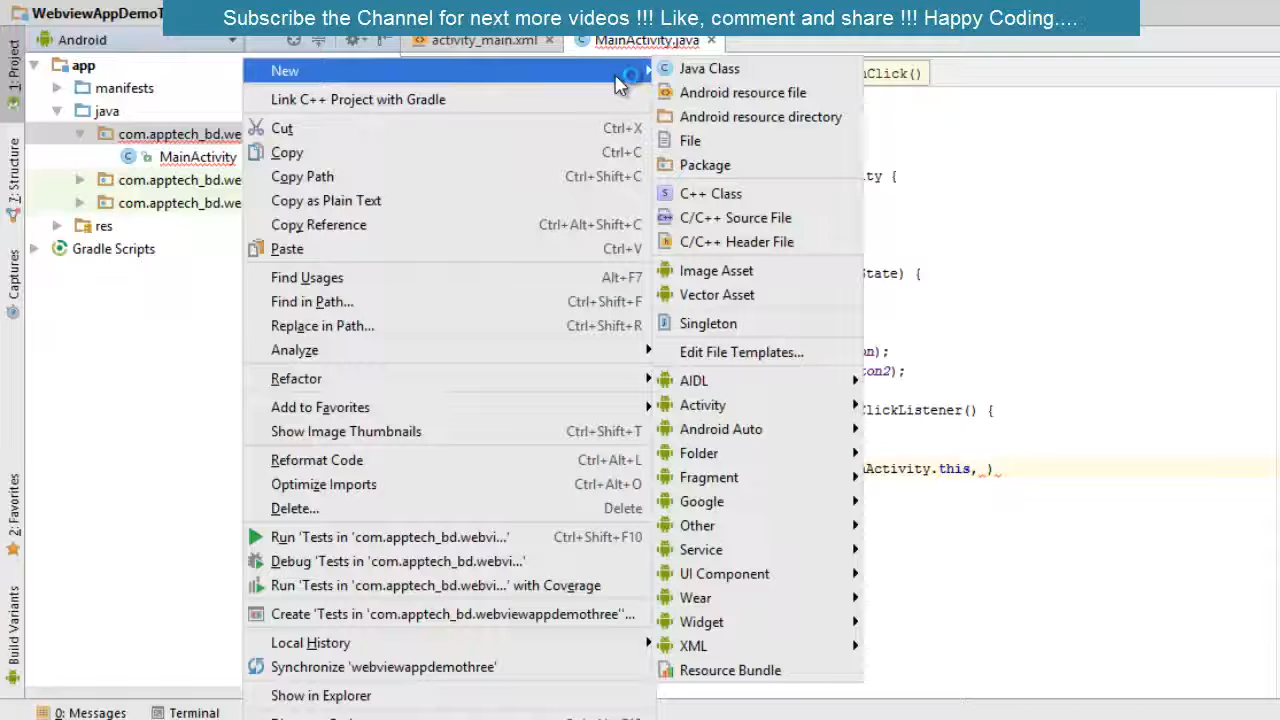 WebviewAppDemoT
Subscribe the Channel for next more videos !!! Like, comment and share !!! Happy Coding....
Android
activity_main.xml
MainActivity.java
1: Project
7: Structure
Captures
2: Favorites
Build Variants
app
manifests
java
com.apptech_bd.we
MainActivity
com.apptech_bd.we
com.apptech_bd.we
res
Gradle Scripts
New
Link C++ Project with Gradle
Cut Ctrl+X
Copy Ctrl+C
Copy Path Ctrl+Shift+C
Copy as Plain Text
Copy Reference Ctrl+Alt+Shift+C
Paste Ctrl+V
Find Usages Alt+F7
Find in Path... Ctrl+Shift+F
Replace in Path... Ctrl+Shift+R
Analyze
Refactor
Add to Favorites
Show Image Thumbnails Ctrl+Shift+T
Reformat Code Ctrl+Alt+L
Optimize Imports Ctrl+Alt+O
Delete... Delete
Run 'Tests in 'com.apptech_bd.webvi...' Ctrl+Shift+F10
Debug 'Tests in 'com.apptech_bd.webvi...'
Run 'Tests in 'com.apptech_bd.webvi...' with Coverage
Create 'Tests in 'com.apptech_bd.webviewappdemothree''...
Local History
Synchronize 'webviewappdemothree'
Show in Explorer
Java Class
Android resource file
Android resource directory
File
Package
C++ Class
C/C++ Source File
C/C++ Header File
Image Asset
Vector Asset
Singleton
Edit File Templates...
AIDL
Activity
Android Auto
Folder
Fragment
Google
Other
Service
UI Component
Wear
Widget
XML
Resource Bundle
Click()
ty {
tate) {
on);
ton2);
lickListener() {
Activity.this, )
0: Messages
Terminal